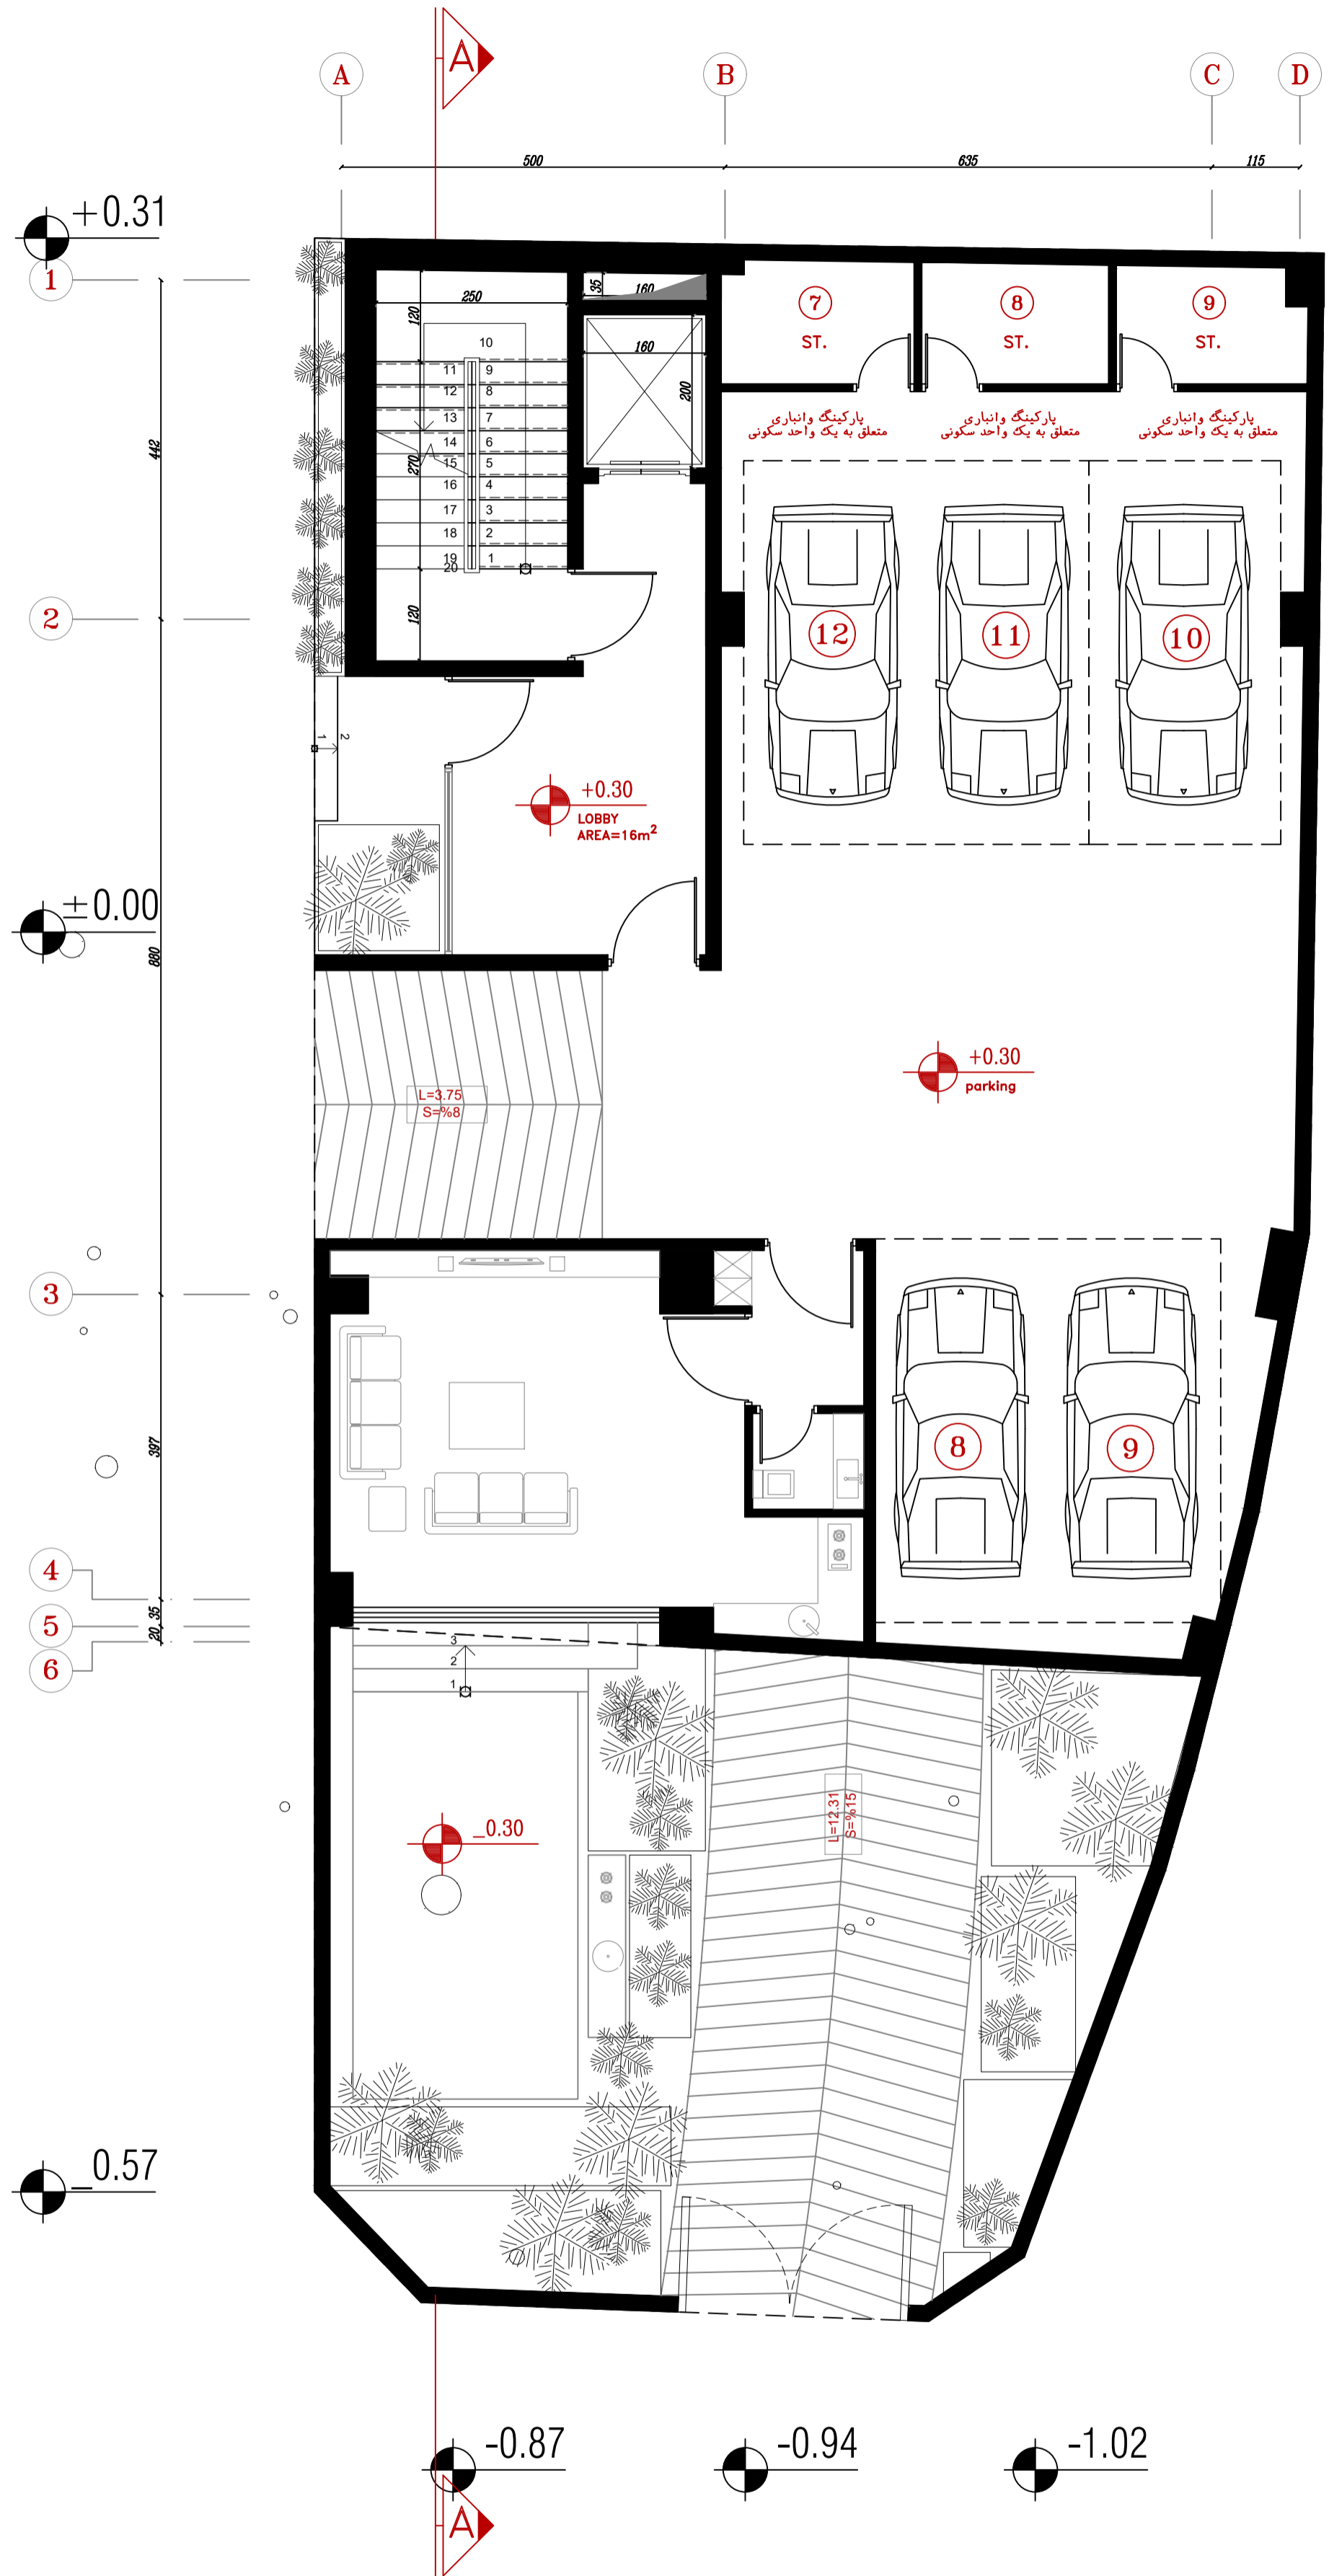 A
A
B
C
D
500
635
115
+0.31
1
250
120
35
160
7
8
9
ST.
ST.
ST.
10
11
9
12
8
13
7
14
6
15
5
16
4
17
3
18
2
19
1
20
270
120
160
200
442
پارکینگ وانباری
متعلق به یک واحد سکونی
پارکینگ وانباری
متعلق به یک واحد سکونی
پارکینگ وانباری
متعلق به یک واحد سکونی
2
12
11
10
1
2
+0.30
LOBBY
AREA=16m²
±0.00
880
+0.30
parking
L=3.75
S=%8
3
397
8
9
4
35
5
20
6
3
2
1
L=12.31
S=%15
_0.30
_0.57
-0.87
-0.94
-1.02
A